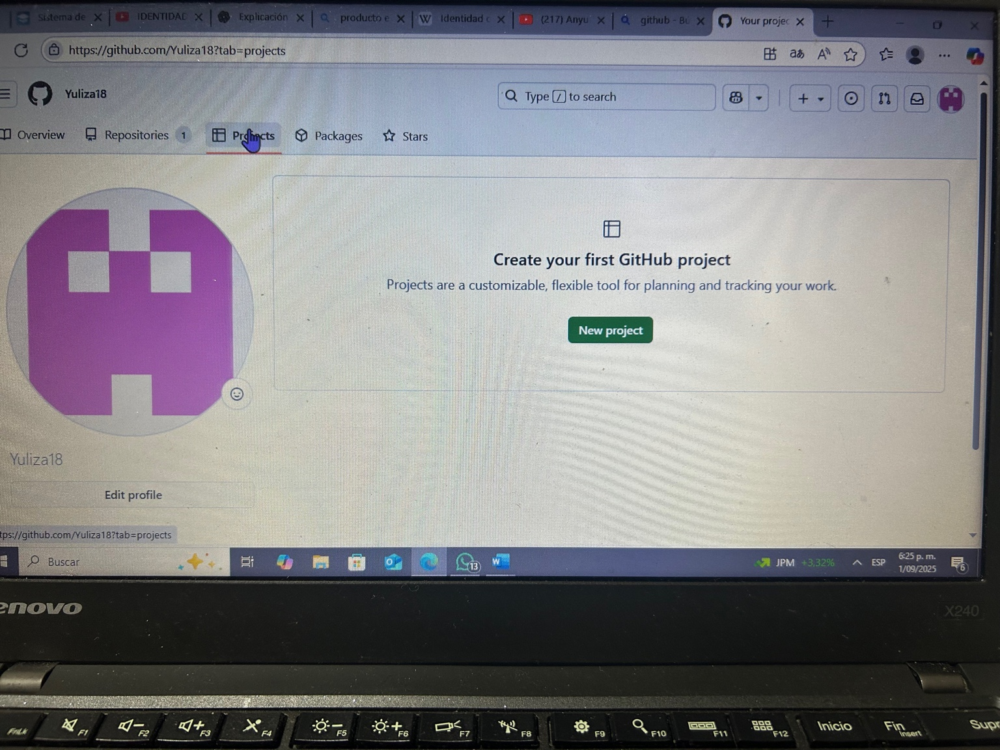 Sistema de
IDENTIDAD
Explicación
producto e
Identidad c
(217) Anyu
github - Bú
Your projec
https://github.com/Yuliza18?tab=projects
Yuliza18
Type / to search
Overview
Repositories 1
Projects
Packages
Stars
Create your first GitHub project
Projects are a customizable, flexible tool for planning and tracking your work.
New project
Yuliza18
Edit profile
tps://github.com/Yuliza18?tab=projects
Buscar
13
W
JPM +3,32%
ESP
6:25 p. m.
1/09/2025
6
enovo
X240
FnLk
F1
F2
F3
F4
F5
F6
F7
F8
F9
F10
F11
F12
Inicio
Fin
Insert
Supr